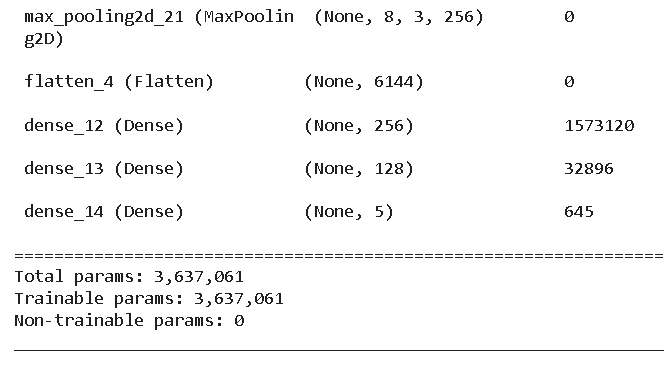 max_pooling2d_21 (MaxPoolin  (None, 8, 3, 256)        0
g2D)
flatten_4 (Flatten)         (None, 6144)              0
dense_12 (Dense)            (None, 256)               1573120
dense_13 (Dense)            (None, 128)               32896
dense_14 (Dense)            (None, 5)                 645
=================================================================
Total params: 3,637,061
Trainable params: 3,637,061
Non-trainable params: 0
_________________________________________________________________